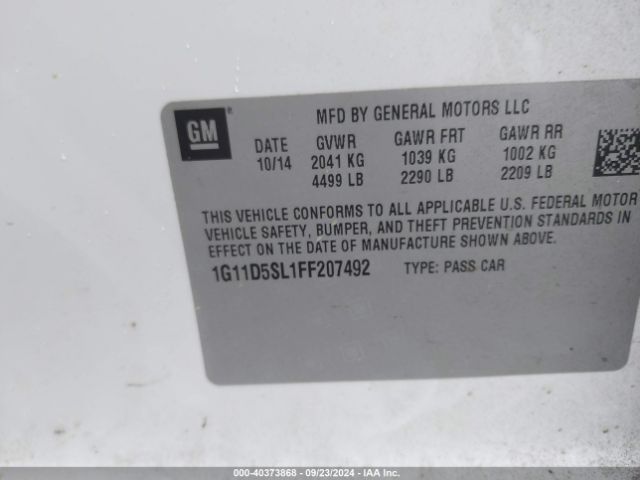 GM
MFD BY GENERAL MOTORS LLC
DATE GVWR GAWR FRT GAWR RR
10/14 2041 KG 1039 KG 1002 KG
4499 LB 2290 LB 2209 LB
THIS VEHICLE CONFORMS TO ALL APPLICABLE U.S. FEDERAL MOTOR
VEHICLE SAFETY, BUMPER, AND THEFT PREVENTION STANDARDS IN
EFFECT ON THE DATE OF MANUFACTURE SHOWN ABOVE.
1G11D5SL1FF207492 TYPE: PASS CAR
000-40373868 - 09/23/2024 - IAAI.COM